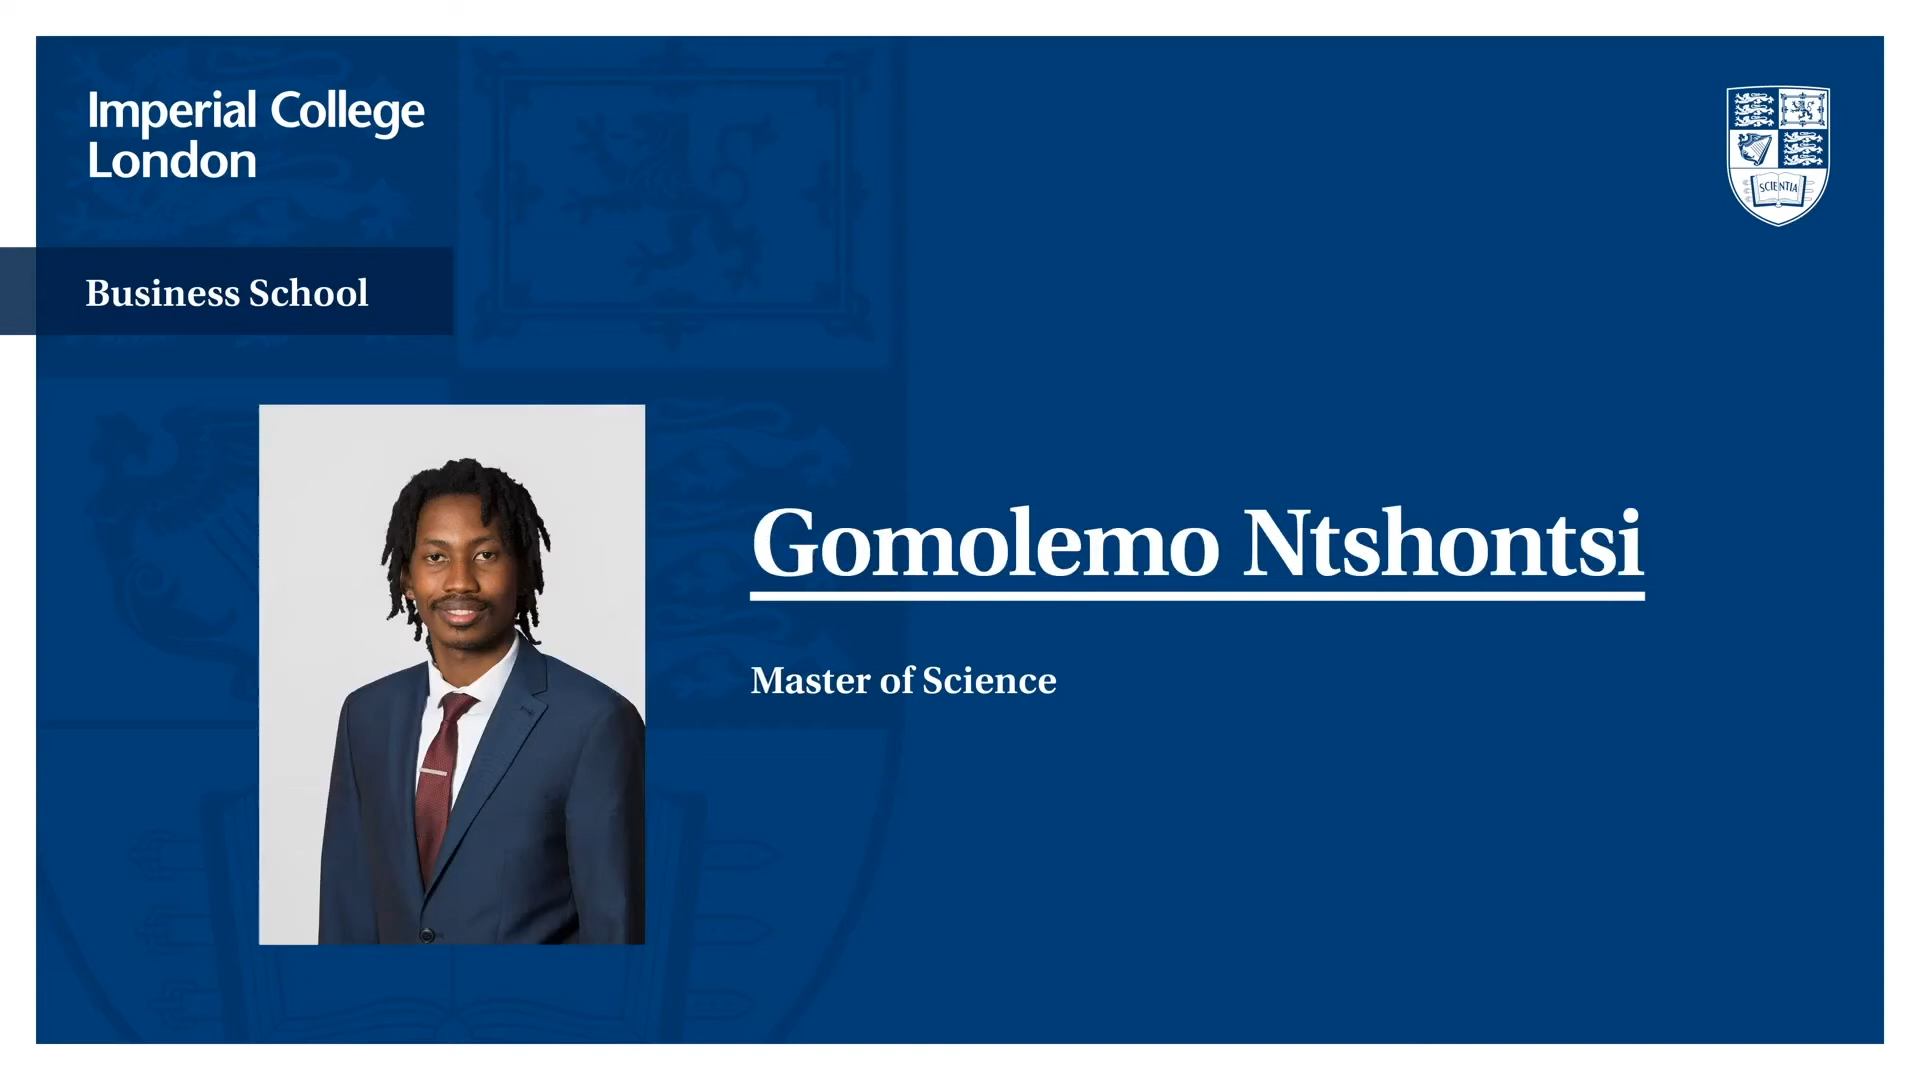 Imperial College
London
SCIENTIA
Business School
Gomolemo Ntshontsi
Master of Science